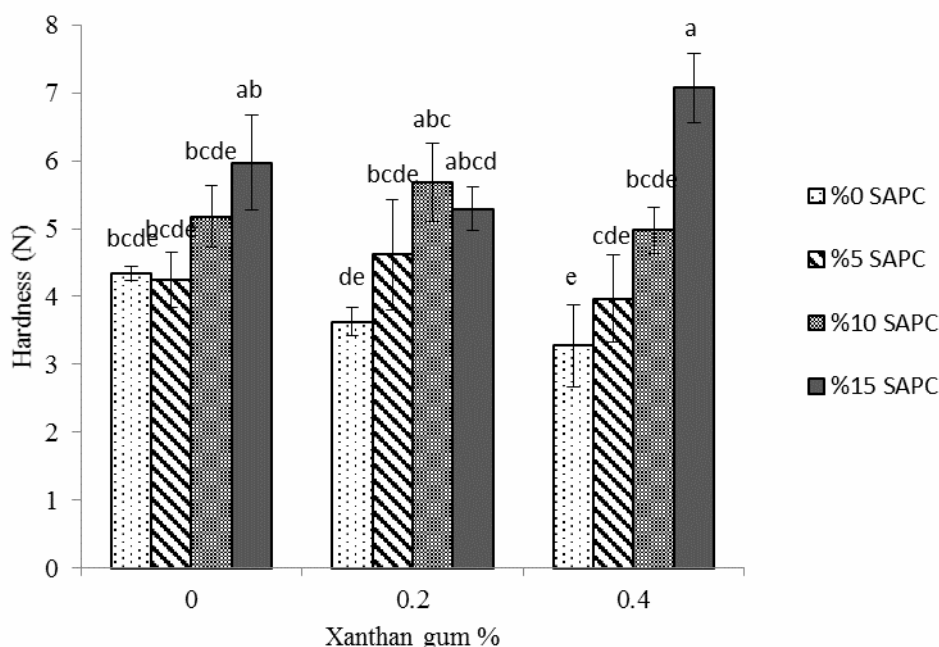 Hardness (N)
8
7
6
5
4
3
2
1
0
bcde
bcde
bcde
ab
de
bcde
abc
abcd
e
cde
bcde
a
0
0.2
0.4
Xanthan gum %
%0 SAPC
%5 SAPC
%10 SAPC
%15 SAPC